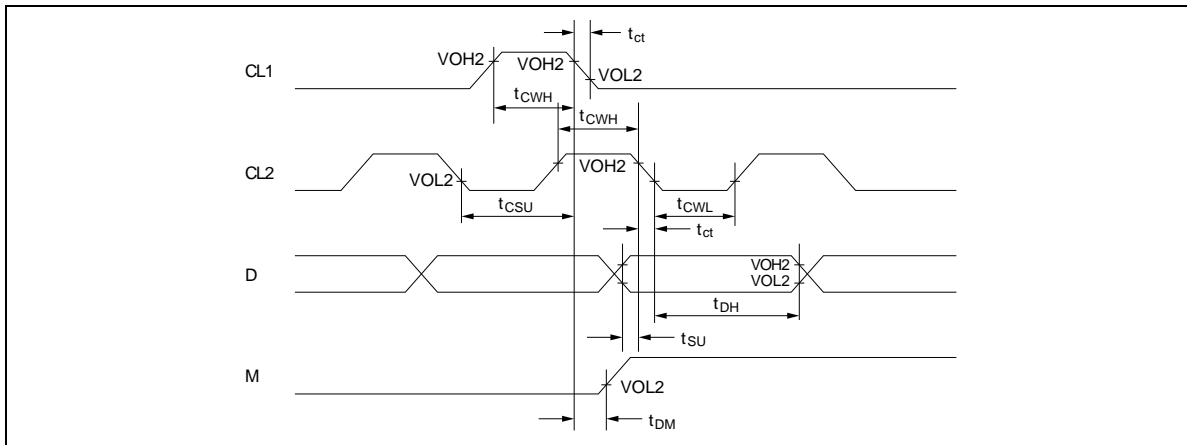 t_ct
VOH2 VOH2 VOL2
CL1
t_CWH
t_CWH
CL2 VOL2 VOH2
t_CSU t_CWL
t_ct
D VOH2
VOL2
t_DH
t_SU
M VOL2
t_DM